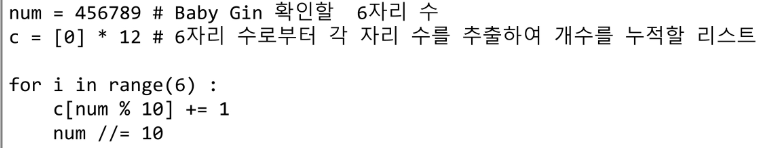 num = 456789 # Baby Gin 확인할  6자리 수
c = [0] * 12 # 6자리 수로부터 각 자리 수를 추출하여 개수를 누적할 리스트

for i in range(6) :
    c[num % 10] += 1
    num //= 10